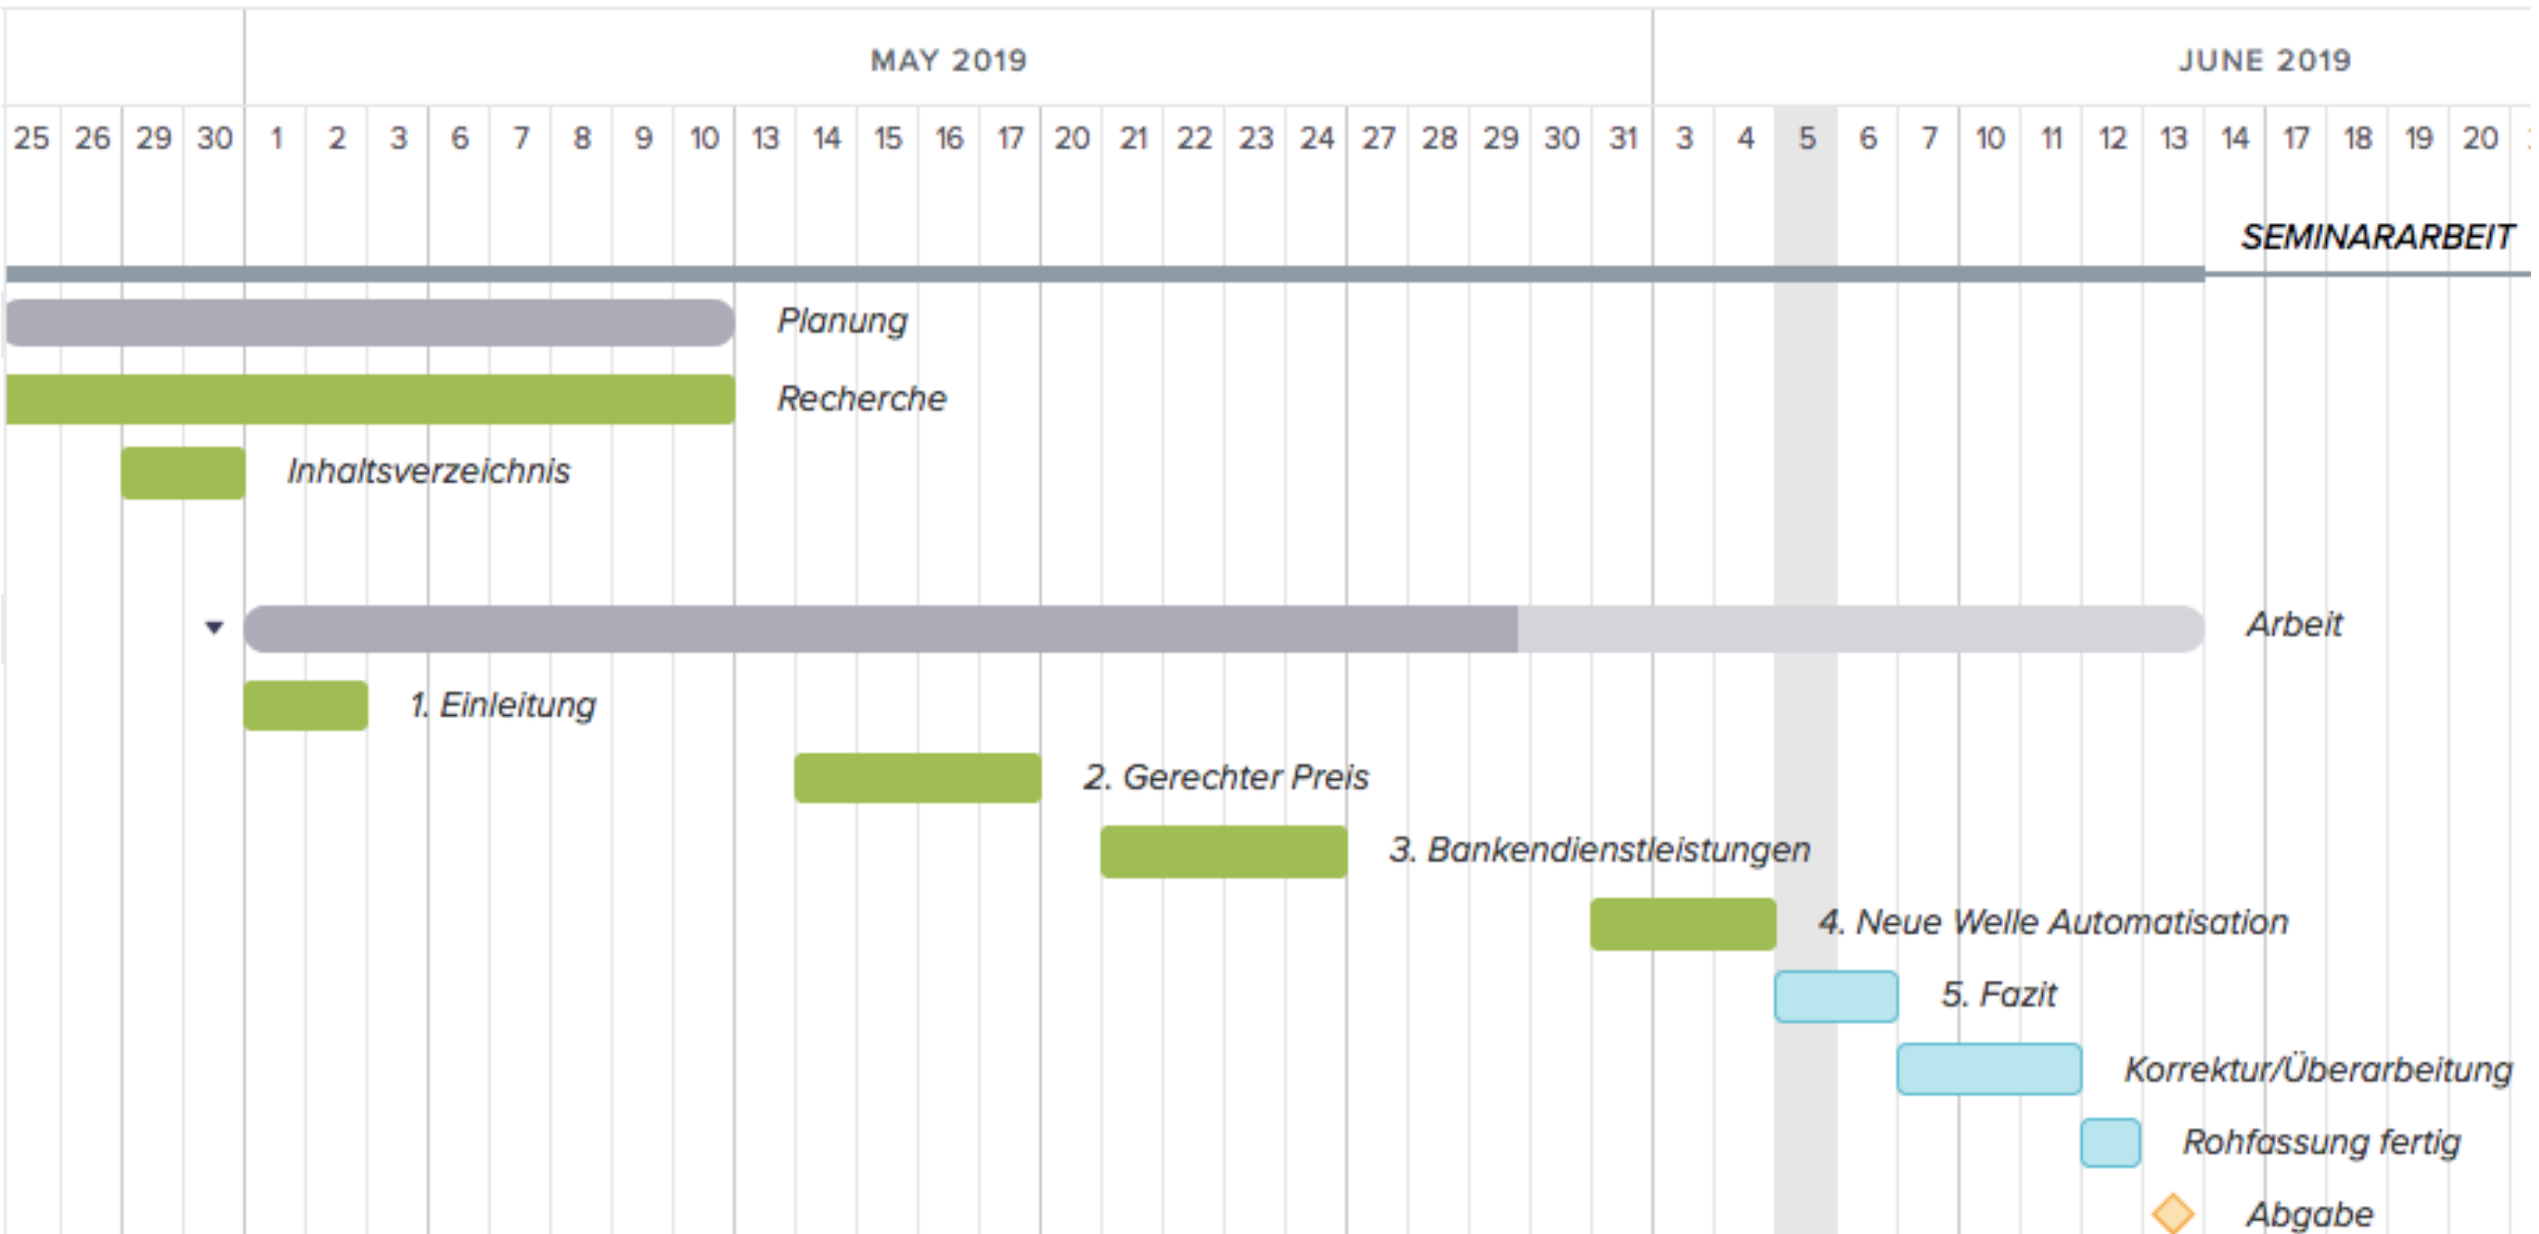 MAY 2019 JUNE 2019
25 26 29 30 1 2 3 6 7 8 9 10 13 14 15 16 17 20 21 22 23 24 27 28 29 30 31 3 4 5 6 7 10 11 12 13 14 17 18 19 20
SEMINARARBEIT
Planung
Recherche
Inhaltsverzeichnis
Arbeit
1. Einleitung
2. Gerechter Preis
3. Bankendienstleistungen
4. Neue Welle Automatisation
5. Fazit
Korrektur/Überarbeitung
Rohfassung fertig
Abgabe